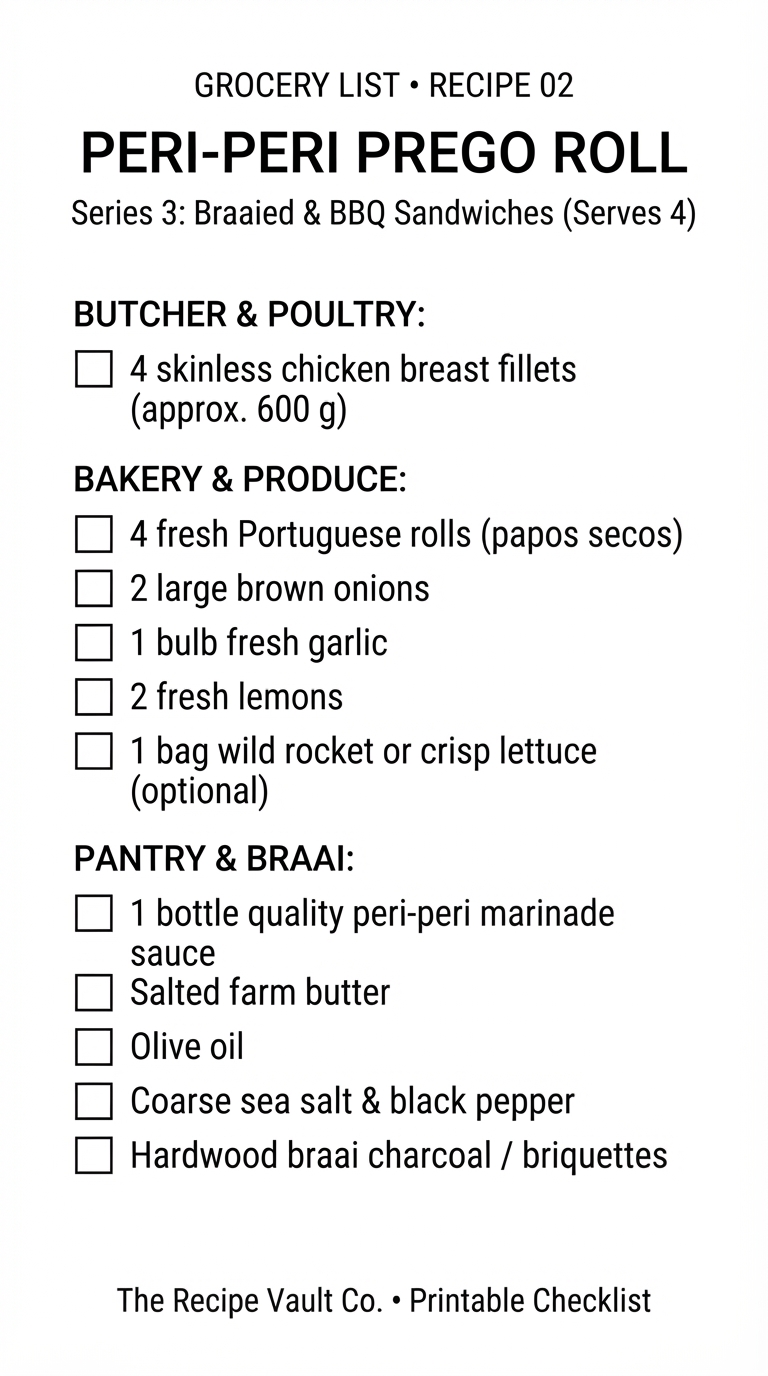 GROCERY LIST • RECIPE 02
PERI-PERI PREGO ROLL
Series 3: Braaied & BBQ Sandwiches (Serves 4)
BUTCHER & POULTRY:
4 skinless chicken breast fillets
(approx. 600 g)
BAKERY & PRODUCE:
4 fresh Portuguese rolls (papos secos)
2 large brown onions
1 bulb fresh garlic
2 fresh lemons
1 bag wild rocket or crisp lettuce
(optional)
PANTRY & BRAAI:
1 bottle quality peri-peri marinade
sauce
Salted farm butter
Olive oil
Coarse sea salt & black pepper
Hardwood braai charcoal / briquettes
The Recipe Vault Co. • Printable Checklist